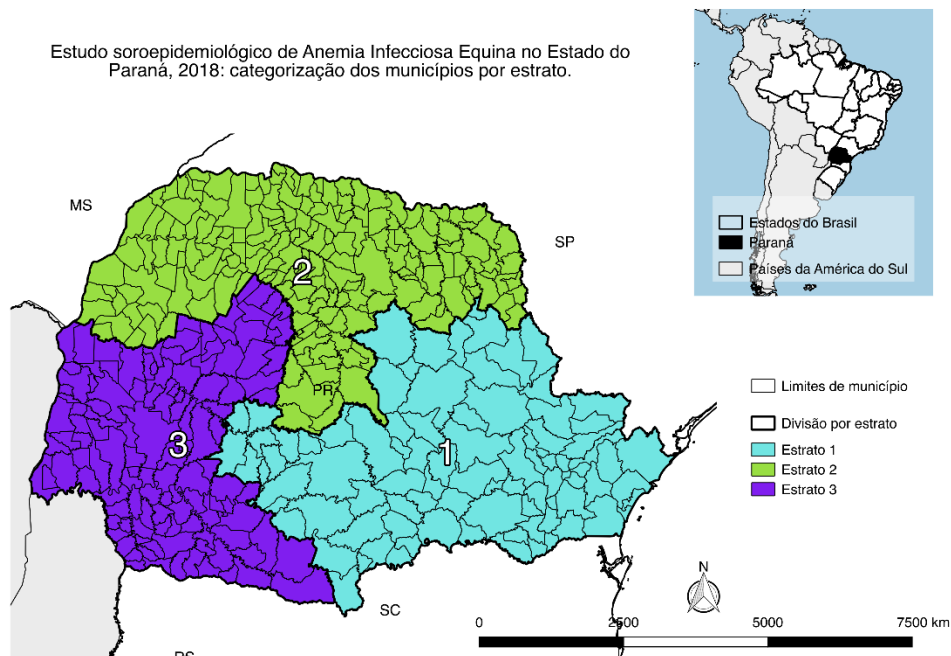 Estudo soroepidemiológico de Anemia Infecciosa Equina no Estado do
Paraná, 2018: categorização dos municípios por estrato.
MS
SP
2
PR
3
1
SC
RS
Estados do Brasil
Paraná
Países da América do Sul
Limites de município
Divisão por estrato
Estrato 1
Estrato 2
Estrato 3
N
0 2500 5000 7500 km